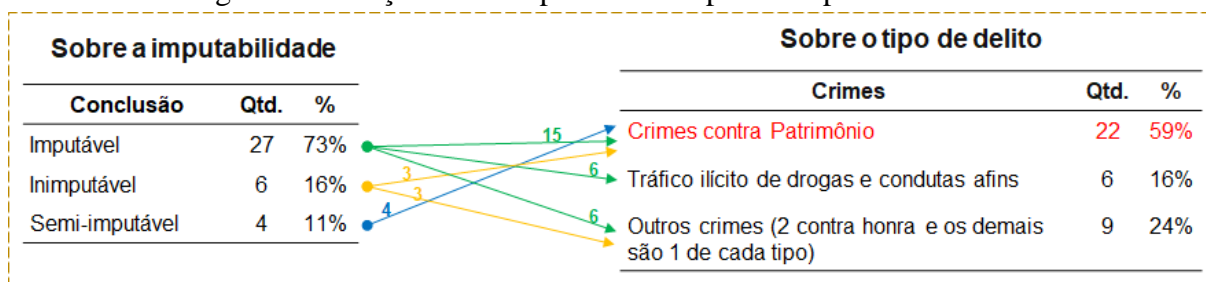 Sobre a imputabilidade
Conclusão Qtd. %
Imputável 27 73%
Inimputável 6 16%
Semi-imputável 4 11%
15
6
3
3
4
6
Sobre o tipo de delito
Crimes Qtd. %
Crimes contra Patrimônio 22 59%
Tráfico ilícito de drogas e condutas afins 6 16%
Outros crimes (2 contra honra e os demais 9 24%
são 1 de cada tipo)